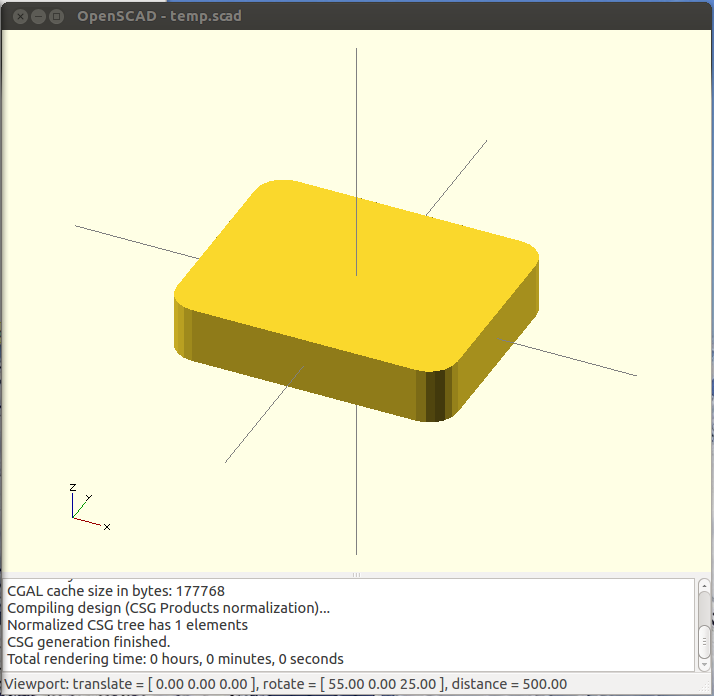 OpenSCAD - temp.scad
Z
Y
X
CGAL cache size in bytes: 177768
Compiling design (CSG Products normalization)...
Normalized CSG tree has 1 elements
CSG generation finished.
Total rendering time: 0 hours, 0 minutes, 0 seconds
Viewport: translate = [ 0.00 0.00 0.00 ], rotate = [ 55.00 0.00 25.00 ], distance = 500.00